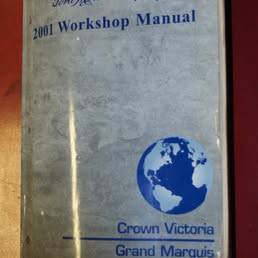 2001 Workshop Manual
Crown Victoria
Grand Marquis